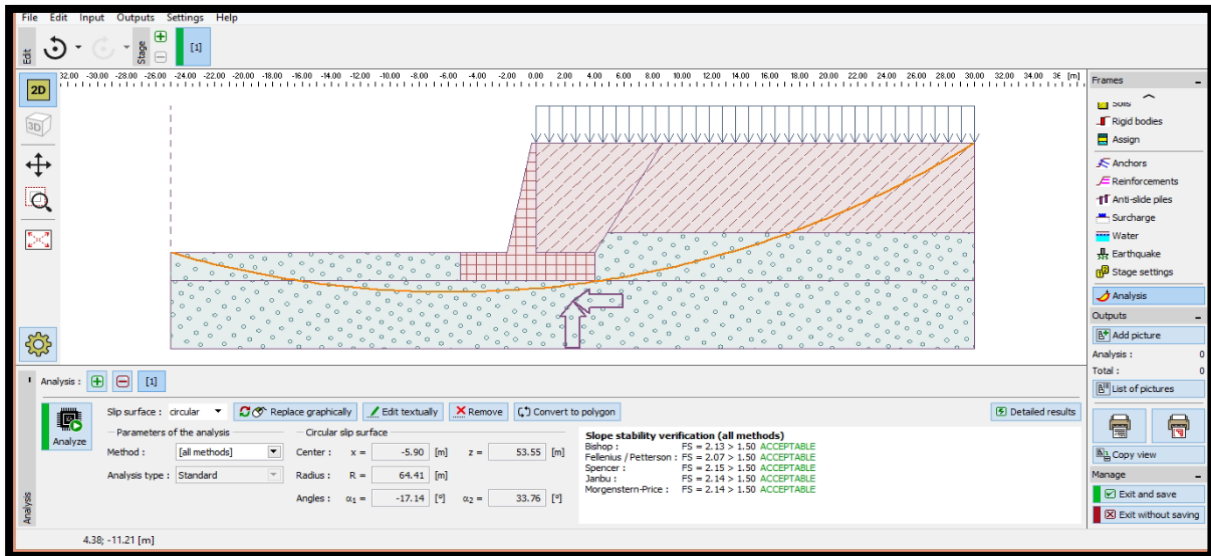 File Edit Input Outputs Settings Help
Edit
Stage
[1]
32.00 -30.00 -28.00 -26.00 -24.00 -22.00 -20.00 -18.00 -16.00 -14.00 -12.00 -10.00 -8.00 -6.00 -4.00 -2.00 0.00 2.00 4.00 6.00 8.00 10.00 12.00 14.00 16.00 18.00 20.00 22.00 24.00 26.00 28.00 30.00 32.00 34.00 36 [m]
2D
3D
Frames
Soils
Rigid bodies
Assign
Anchors
Reinforcements
Anti-slide piles
Surcharge
Water
Earthquake
Stage settings
Analysis
Outputs
Add picture
Analysis : 0
Total : 0
List of pictures
Copy view
Manage
Exit and save
Exit without saving
Analysis : [1]
Analyze
Slip surface : circular Replace graphically Edit textually Remove Convert to polygon Detailed results
Parameters of the analysis
Method : [all methods]
Analysis type : Standard
Circular slip surface
Center : x = -5.90 [m] z = 53.55 [m]
Radius : R = 64.41 [m]
Angles : α1 = -17.14 [°] α2 = 33.76 [°]
Slope stability verification (all methods)
Bishop : FS = 2.13 > 1.50 ACCEPTABLE
Fellenius / Petterson : FS = 2.07 > 1.50 ACCEPTABLE
Spencer : FS = 2.15 > 1.50 ACCEPTABLE
Janbu : FS = 2.14 > 1.50 ACCEPTABLE
Morgenstern-Price : FS = 2.14 > 1.50 ACCEPTABLE
Analysis
4.38; -11.21 [m]